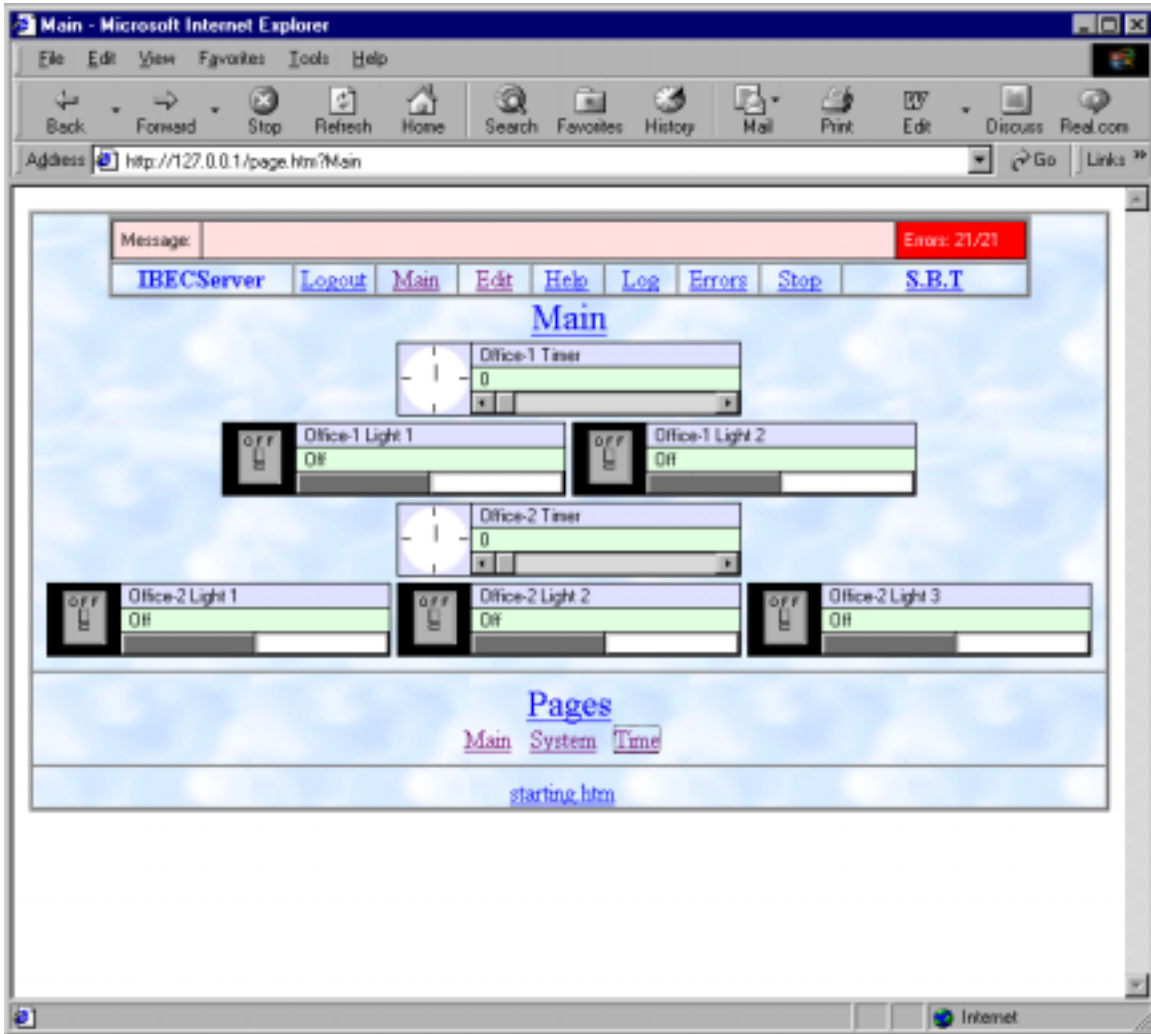 Main - Microsoft Internet Explorer
File Edit View Favorites Tools Help
Back Forward Stop Refresh Home Search Favorites History Mail Print Edit Discuss Real.com
Address http://127.0.0.1/page.htm?Main Go Links »
Message: Errors: 21/21
IBECServer Logout Main Edit Help Log Errors Stop S.B.T
Main
Office-1 Timer
0
OFF Office-1 Light 1 OFF Office-1 Light 2
Off Off
Office-2 Timer
0
OFF Office-2 Light 1 OFF Office-2 Light 2 OFF Office-2 Light 3
Off Off Off
Pages
Main System Time
starting.htm
Internet